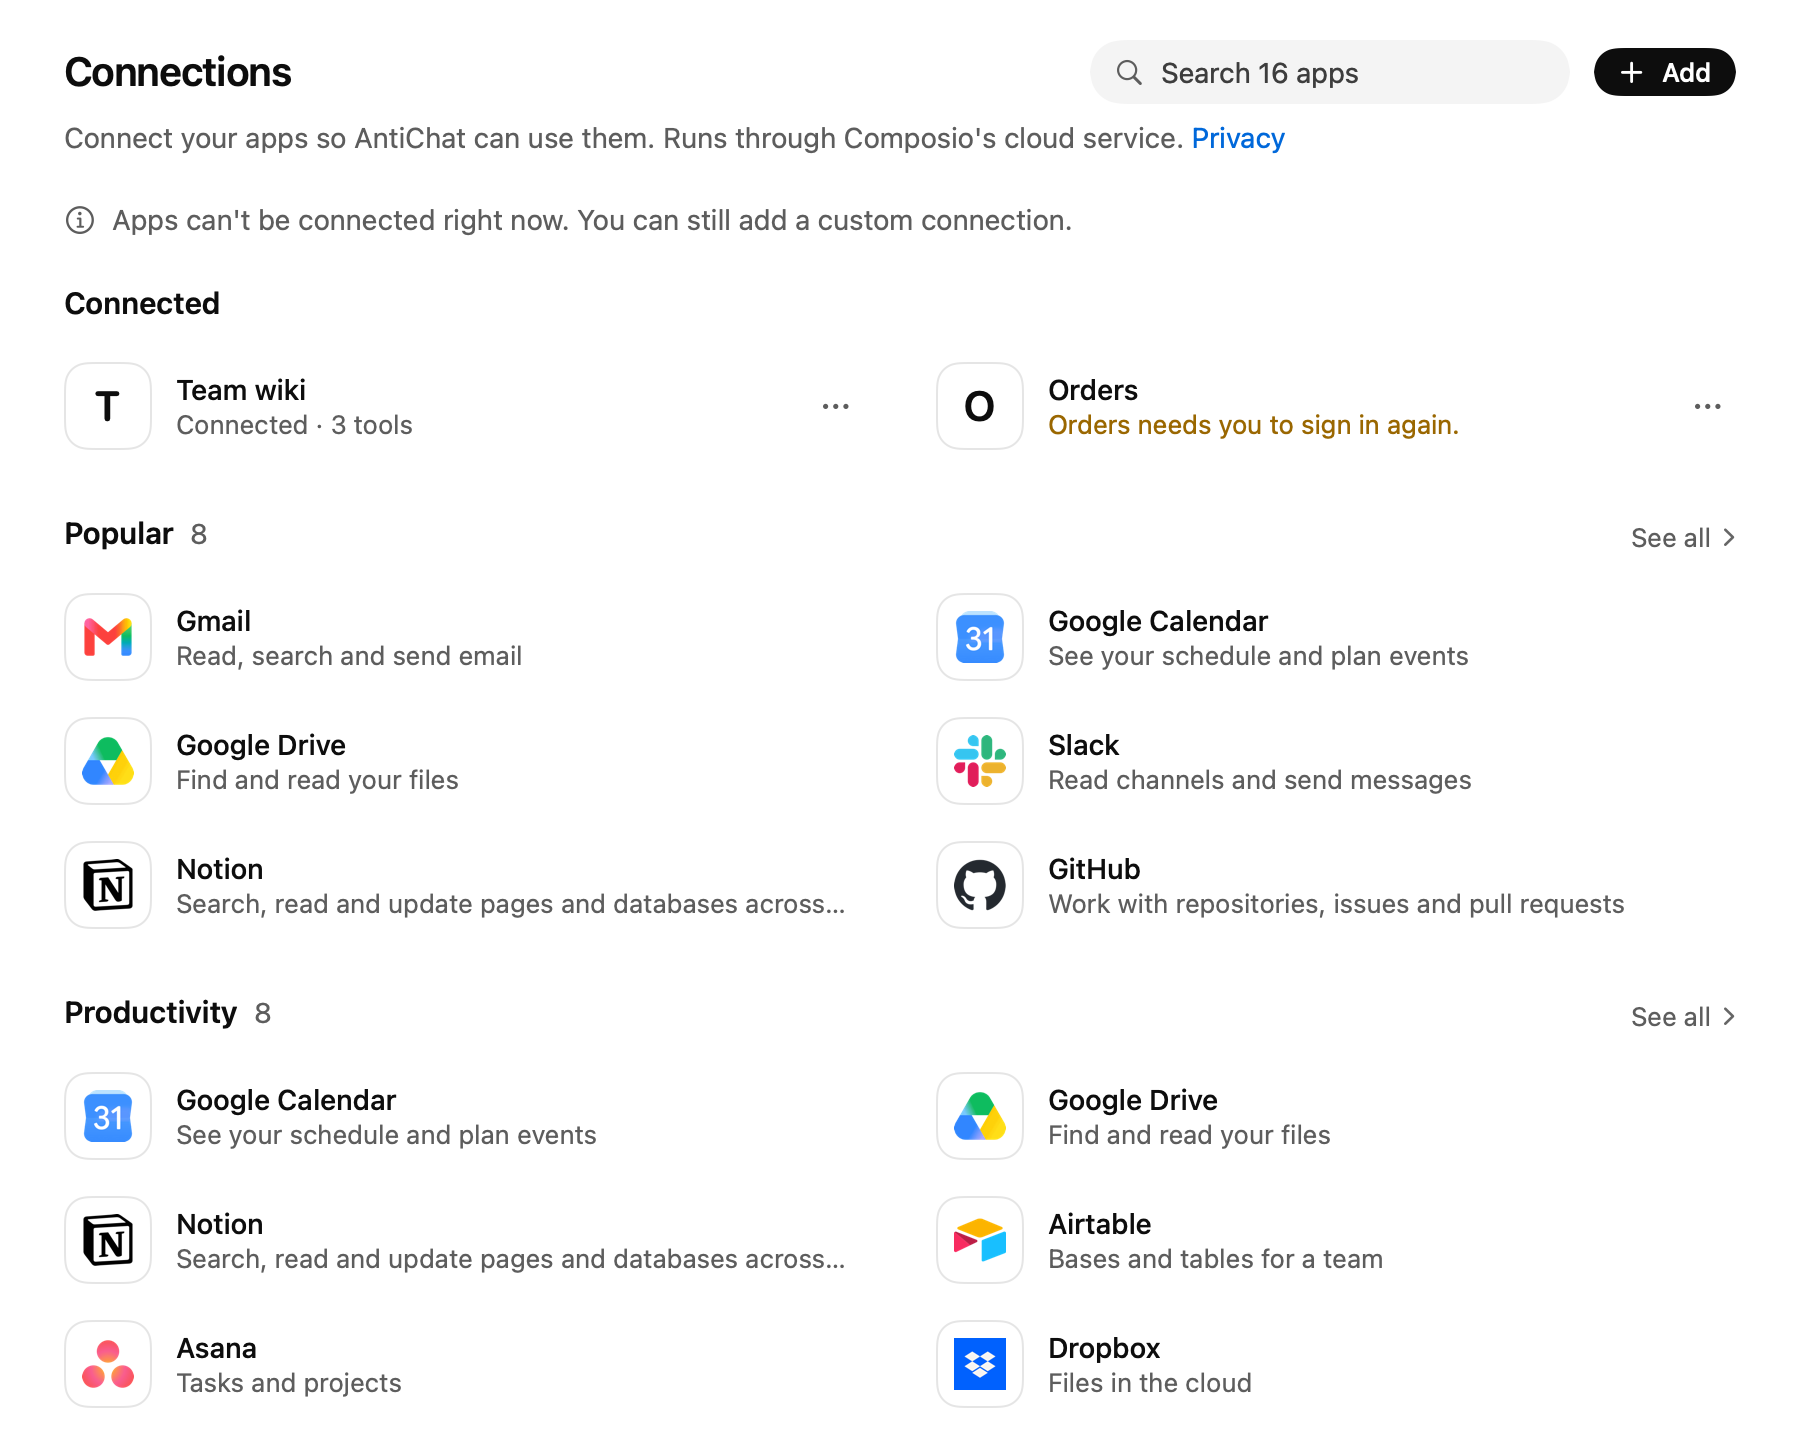 Connections
Search 16 apps
Add
Connect your apps so AntiChat can use them. Runs through Composio's cloud service. Privacy
Apps can't be connected right now. You can still add a custom connection.
Connected
T
Team wiki
Connected · 3 tools
O
Orders
Orders needs you to sign in again.
Popular 8
See all
Gmail
Read, search and send email
31
Google Calendar
See your schedule and plan events
Google Drive
Find and read your files
Slack
Read channels and send messages
N
Notion
Search, read and update pages and databases across...
GitHub
Work with repositories, issues and pull requests
Productivity 8
See all
31
Google Calendar
See your schedule and plan events
Google Drive
Find and read your files
N
Notion
Search, read and update pages and databases across...
Airtable
Bases and tables for a team
Asana
Tasks and projects
Dropbox
Files in the cloud